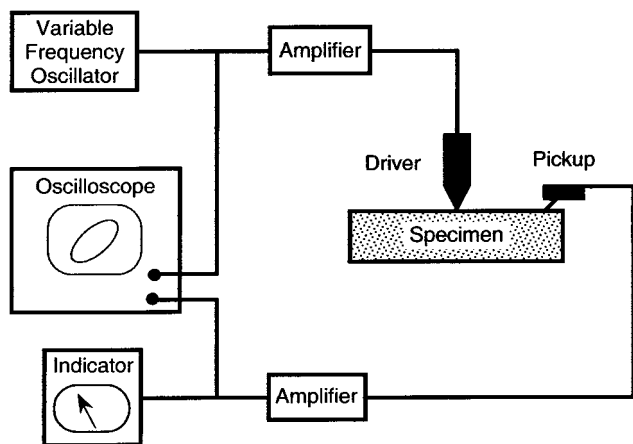 Variable
Frequency
Oscillator
Amplifier
Driver
Pickup
Oscilloscope
Specimen
Indicator
Amplifier